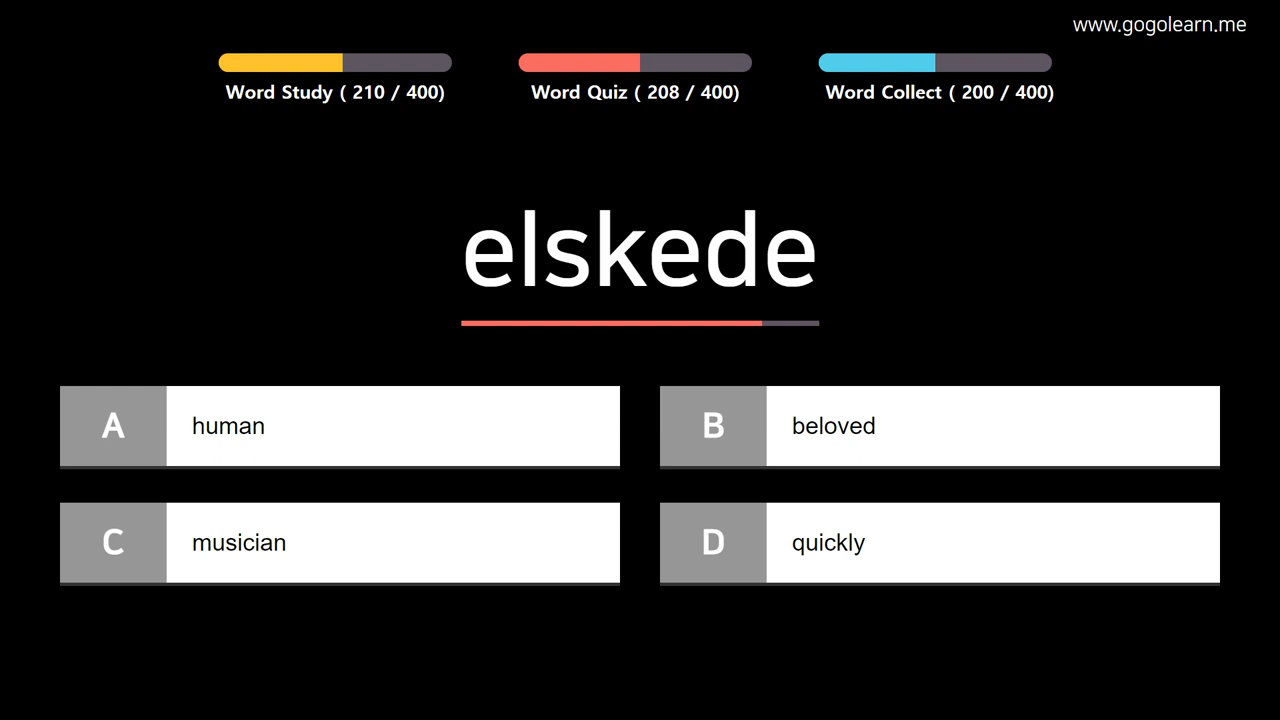 www.gogolearn.me
Word Study ( 210 / 400)
Word Quiz ( 208 / 400)
Word Collect ( 200 / 400)
elskede
A human
B beloved
C musician
D quickly